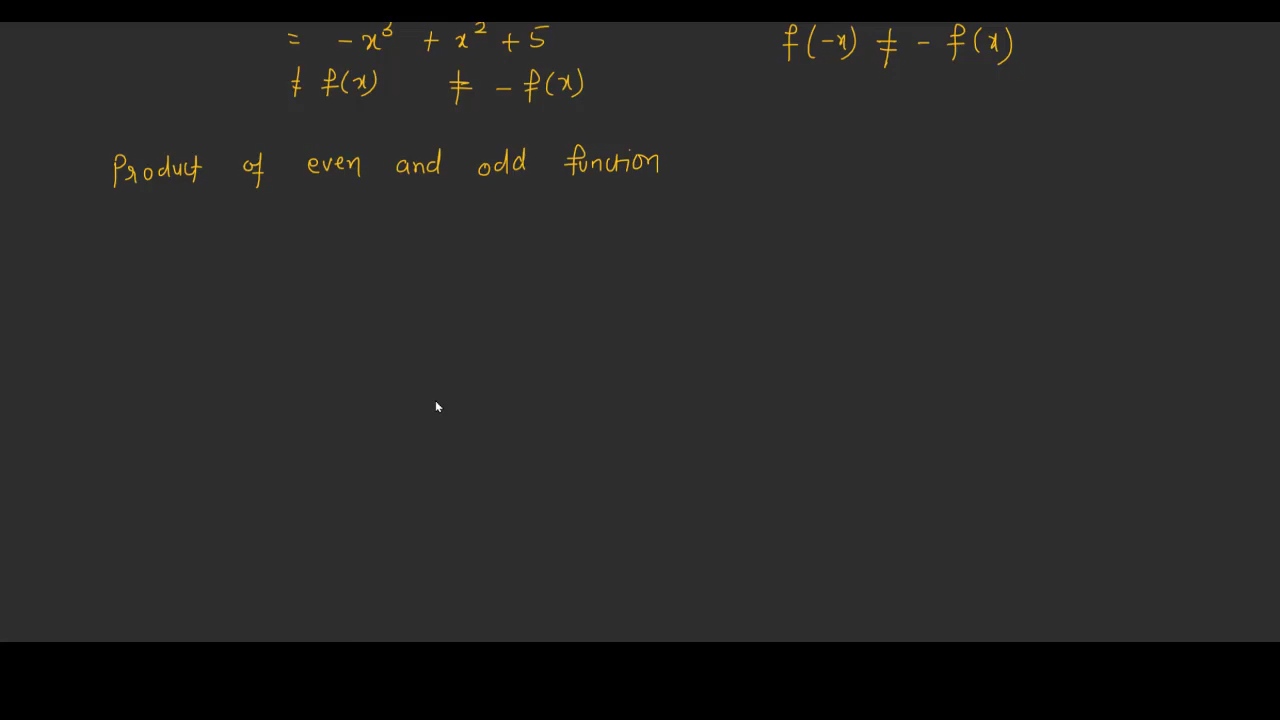 = -x³ + x² + 5
f(-x) ≠ - f(x)
≠ f(x) ≠ - f(x)
Product of even and odd function